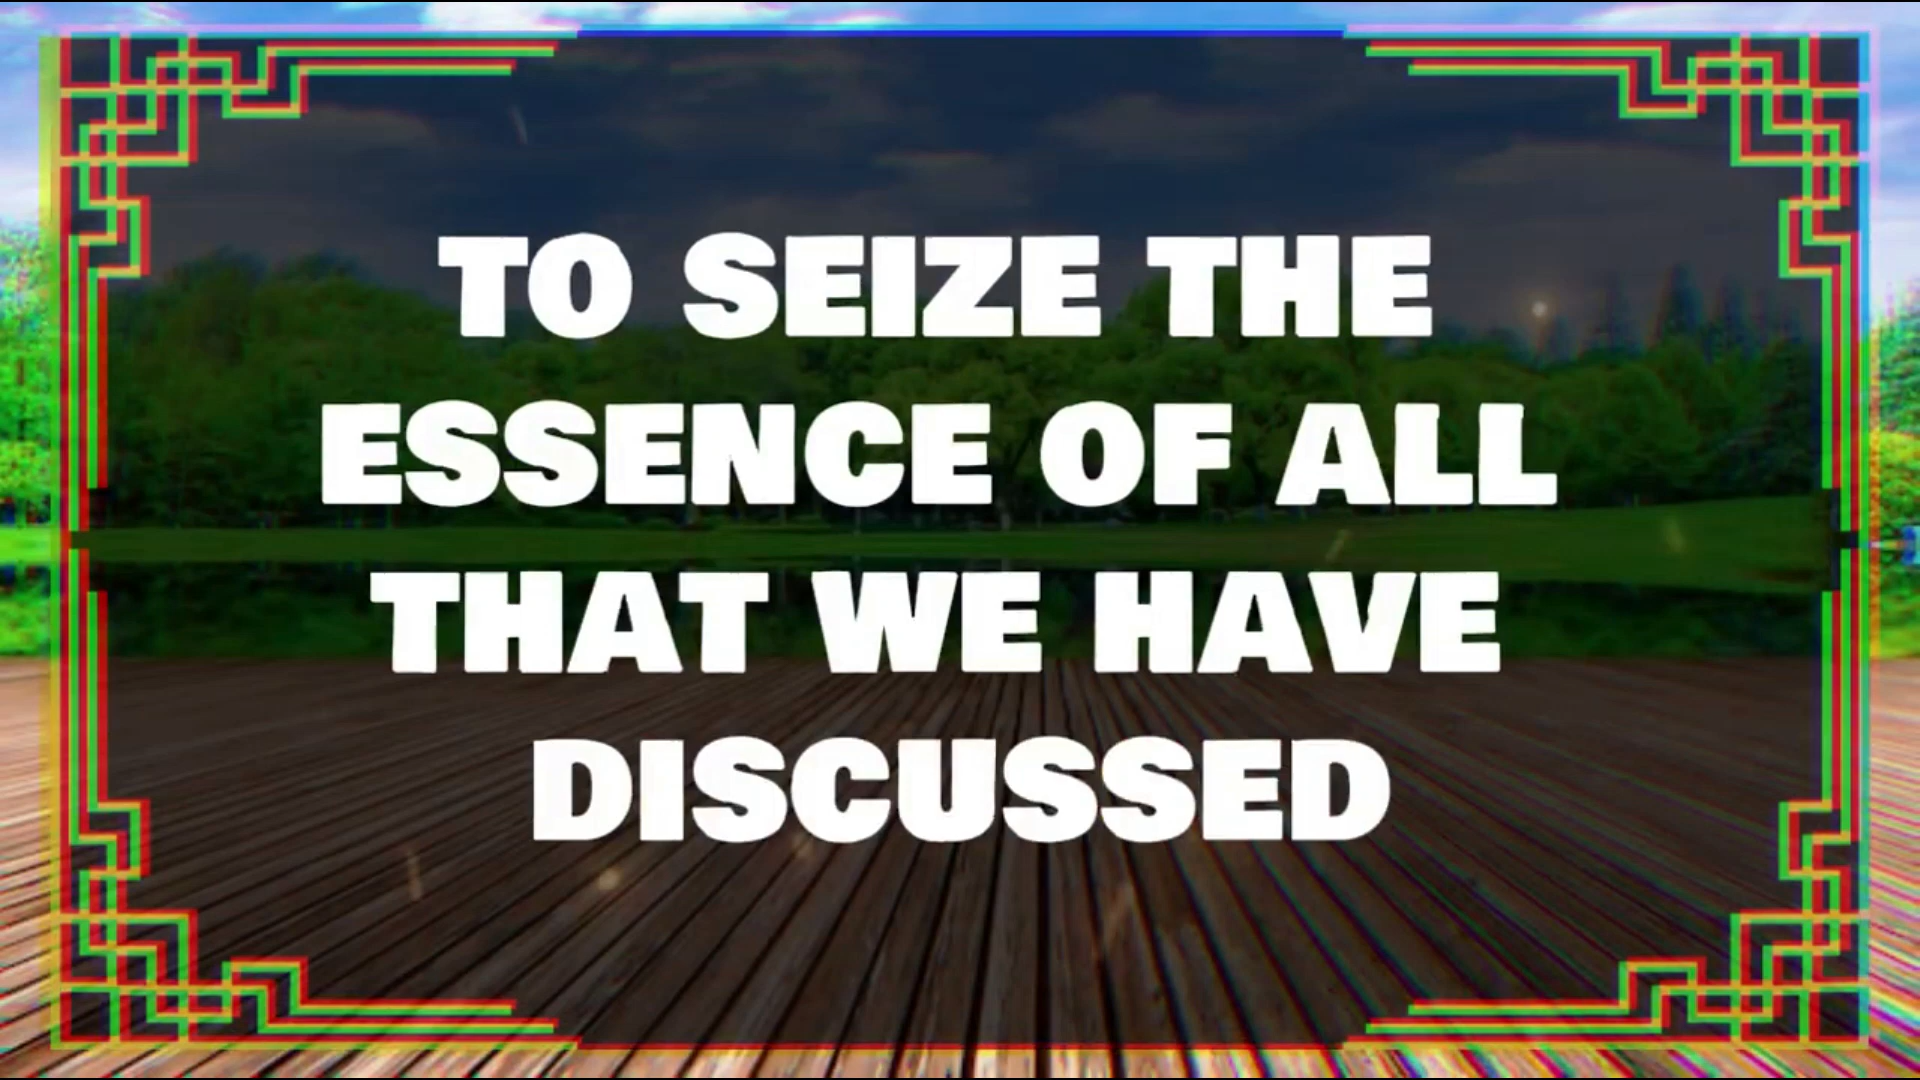 TO SEIZE THE
ESSENCE OF ALL
THAT WE HAVE
DISCUSSED